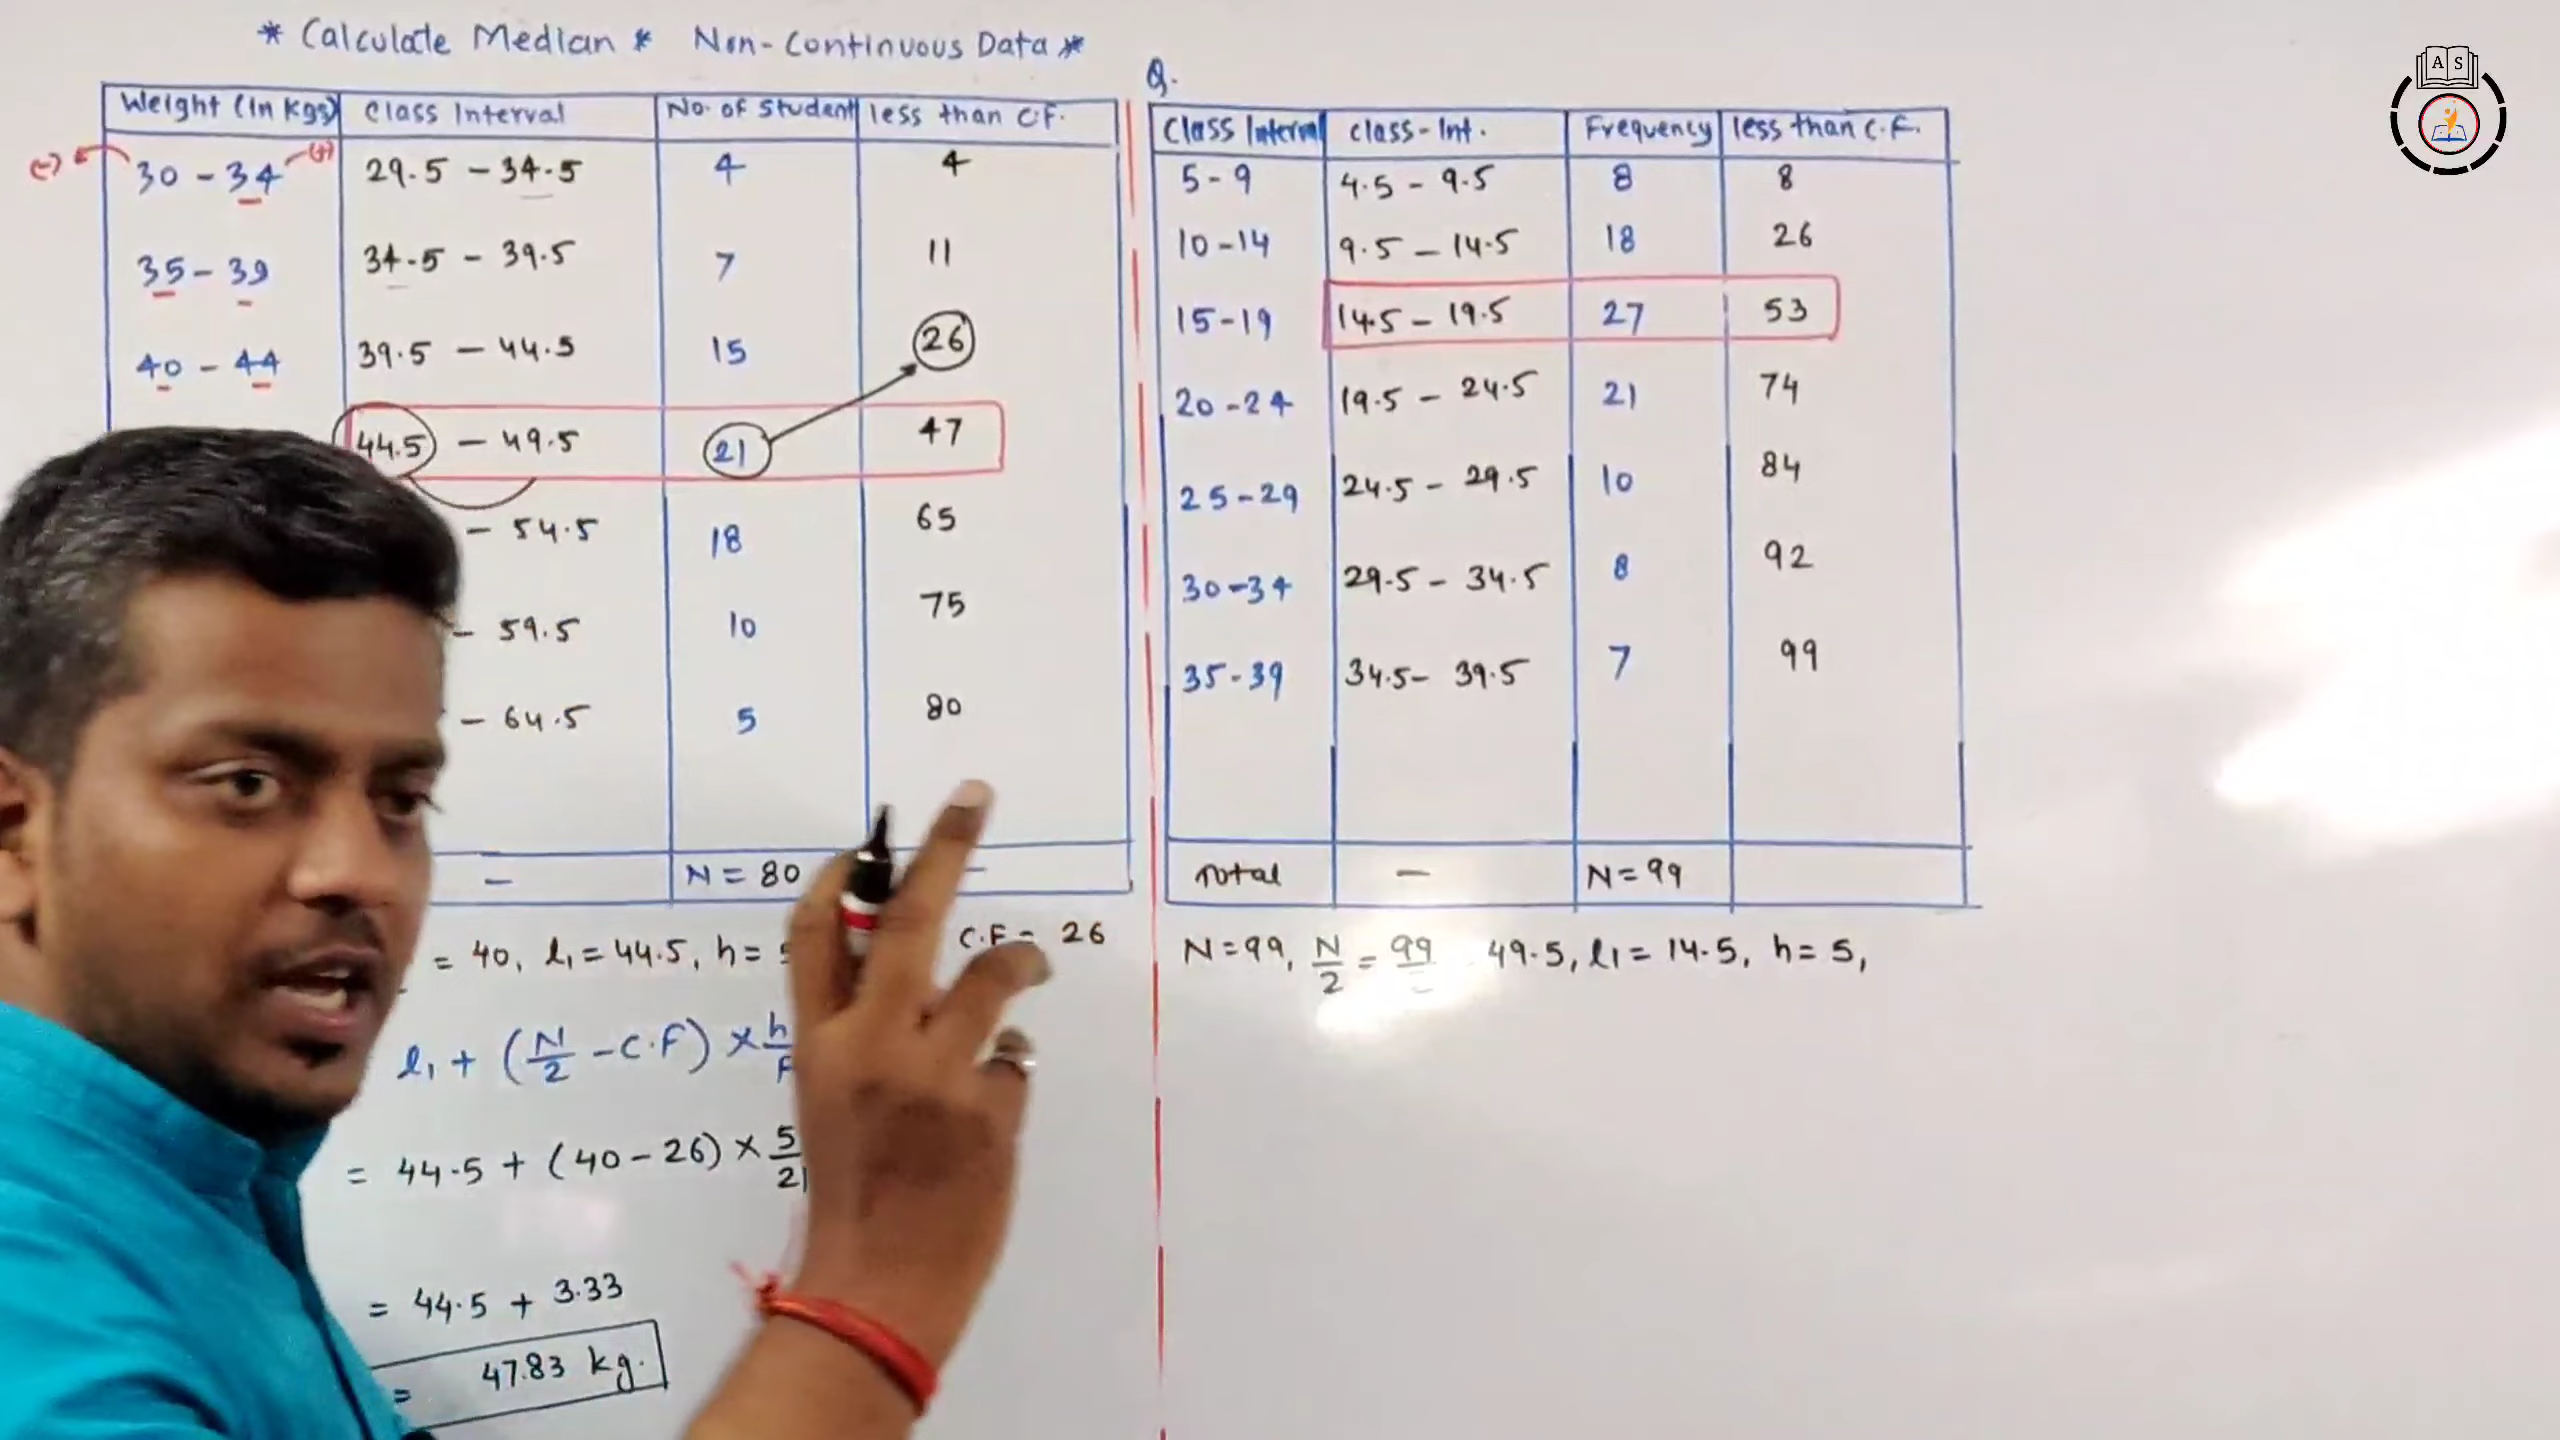 * Calculate Median * Non-Continuous Data *
Weight (In Kgs) Class Interval No. of Student less than C.F.
(-) 30 - 34 (+) 29.5 - 34.5 4 4
35 - 39 34.5 - 39.5 7 11
40 - 44 39.5 - 44.5 15 26
44.5 - 49.5 21 47
- 54.5 18 65
- 59.5 10 75
- 64.5 5 80
- N = 80 -
= 40, l₁ = 44.5, h = C.F = 26
l₁ + (N/2 - C.F) × h/F
= 44.5 + (40 - 26) × 5/21
= 44.5 + 3.33
= 47.83 kg.
Q.
Class Interval class-Int. Frequency less than C.F.
5 - 9 4.5 - 9.5 8 8
10 - 14 9.5 - 14.5 18 26
15 - 19 14.5 - 19.5 27 53
20 - 24 19.5 - 24.5 21 74
25 - 29 24.5 - 29.5 10 84
30 - 34 29.5 - 34.5 8 92
35 - 39 34.5 - 39.5 7 99
Total - N = 99
N = 99, N/2 = 99 49.5, l₁ = 14.5, h = 5,
A S